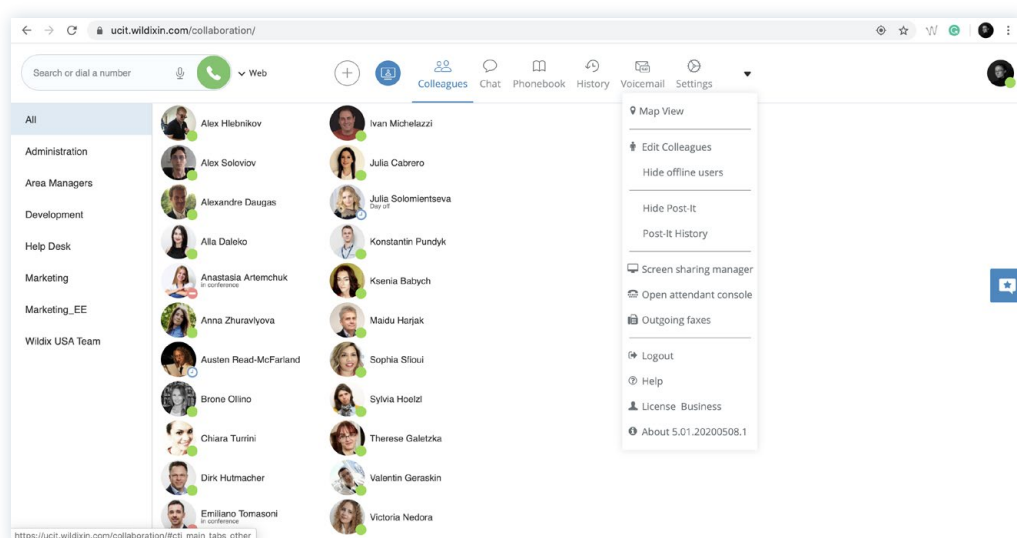 ucit.wildixin.com/collaboration/
Search or dial a number
Web
Colleagues
Chat
Phonebook
History
Voicemail
Settings
All
Administration
Area Managers
Development
Help Desk
Marketing
Marketing_EE
Wildix USA Team
Alex Hlebnikov
Alex Soloviov
Alexandre Daugas
Alla Daleko
Anastasia Artemchuk
in conference
Anna Zhuravlyova
Austen Read-McFarland
Brone Ollino
Chiara Turrini
Dirk Hutmacher
Emiliano Tomasoni
in conference
Ivan Michelazzi
Julia Cabrero
Julia Solomientseva
Day off
Konstantin Pundyk
Ksenia Babych
Maidu Harjak
Sophia Sfioui
Sylvia Hoelzl
Therese Galetzka
Valentin Geraskin
Victoria Nedora
Map View
Edit Colleagues
Hide offline users
Hide Post-It
Post-It History
Screen sharing manager
Open attendant console
Outgoing faxes
Logout
Help
License Business
About 5.01.20200508.1
https://ucit.wildixin.com/collaboration/#cti_main_tabs_other